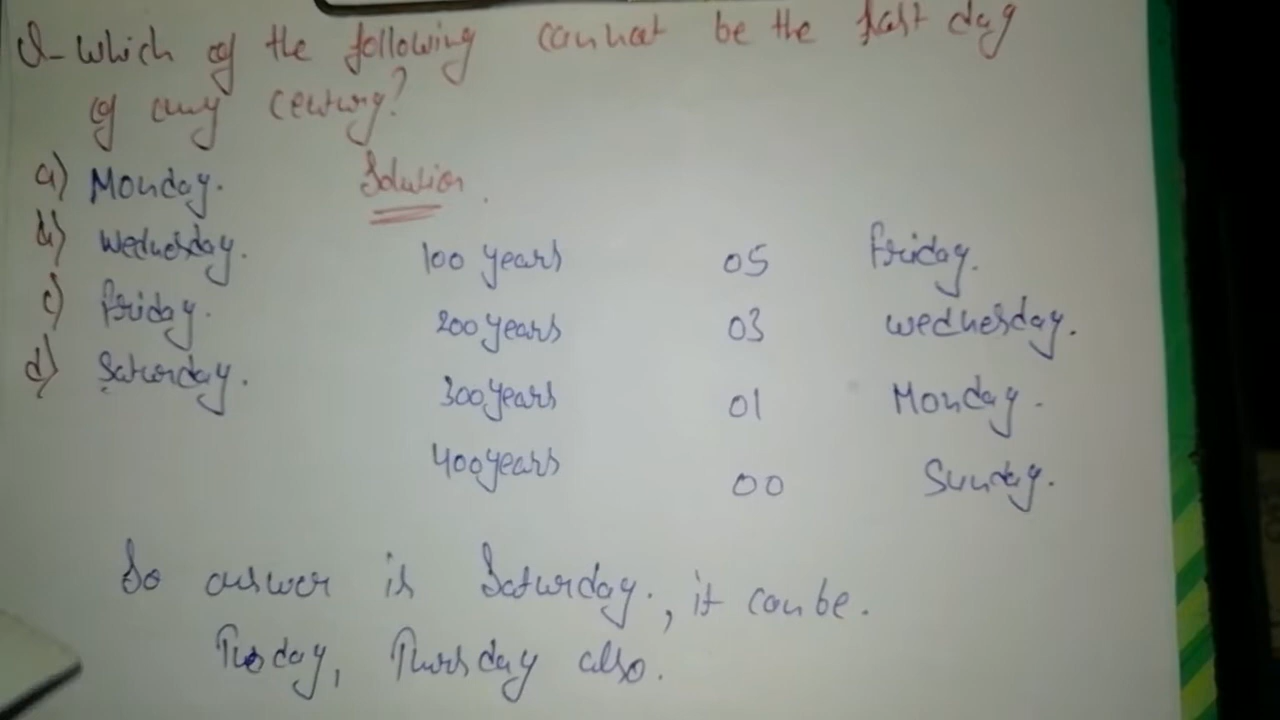 Q- Which of the following cannot be the last day
of any century?
a) Monday. Solution.
b) Wednesday.
100 years 05 Friday.
c) Friday.
200 years 03 Wednesday.
d) Saturday.
300 years 01 Monday.
400 years 00 Sunday.
So answer is Saturday., it can be.
Tusday, Thursday also.